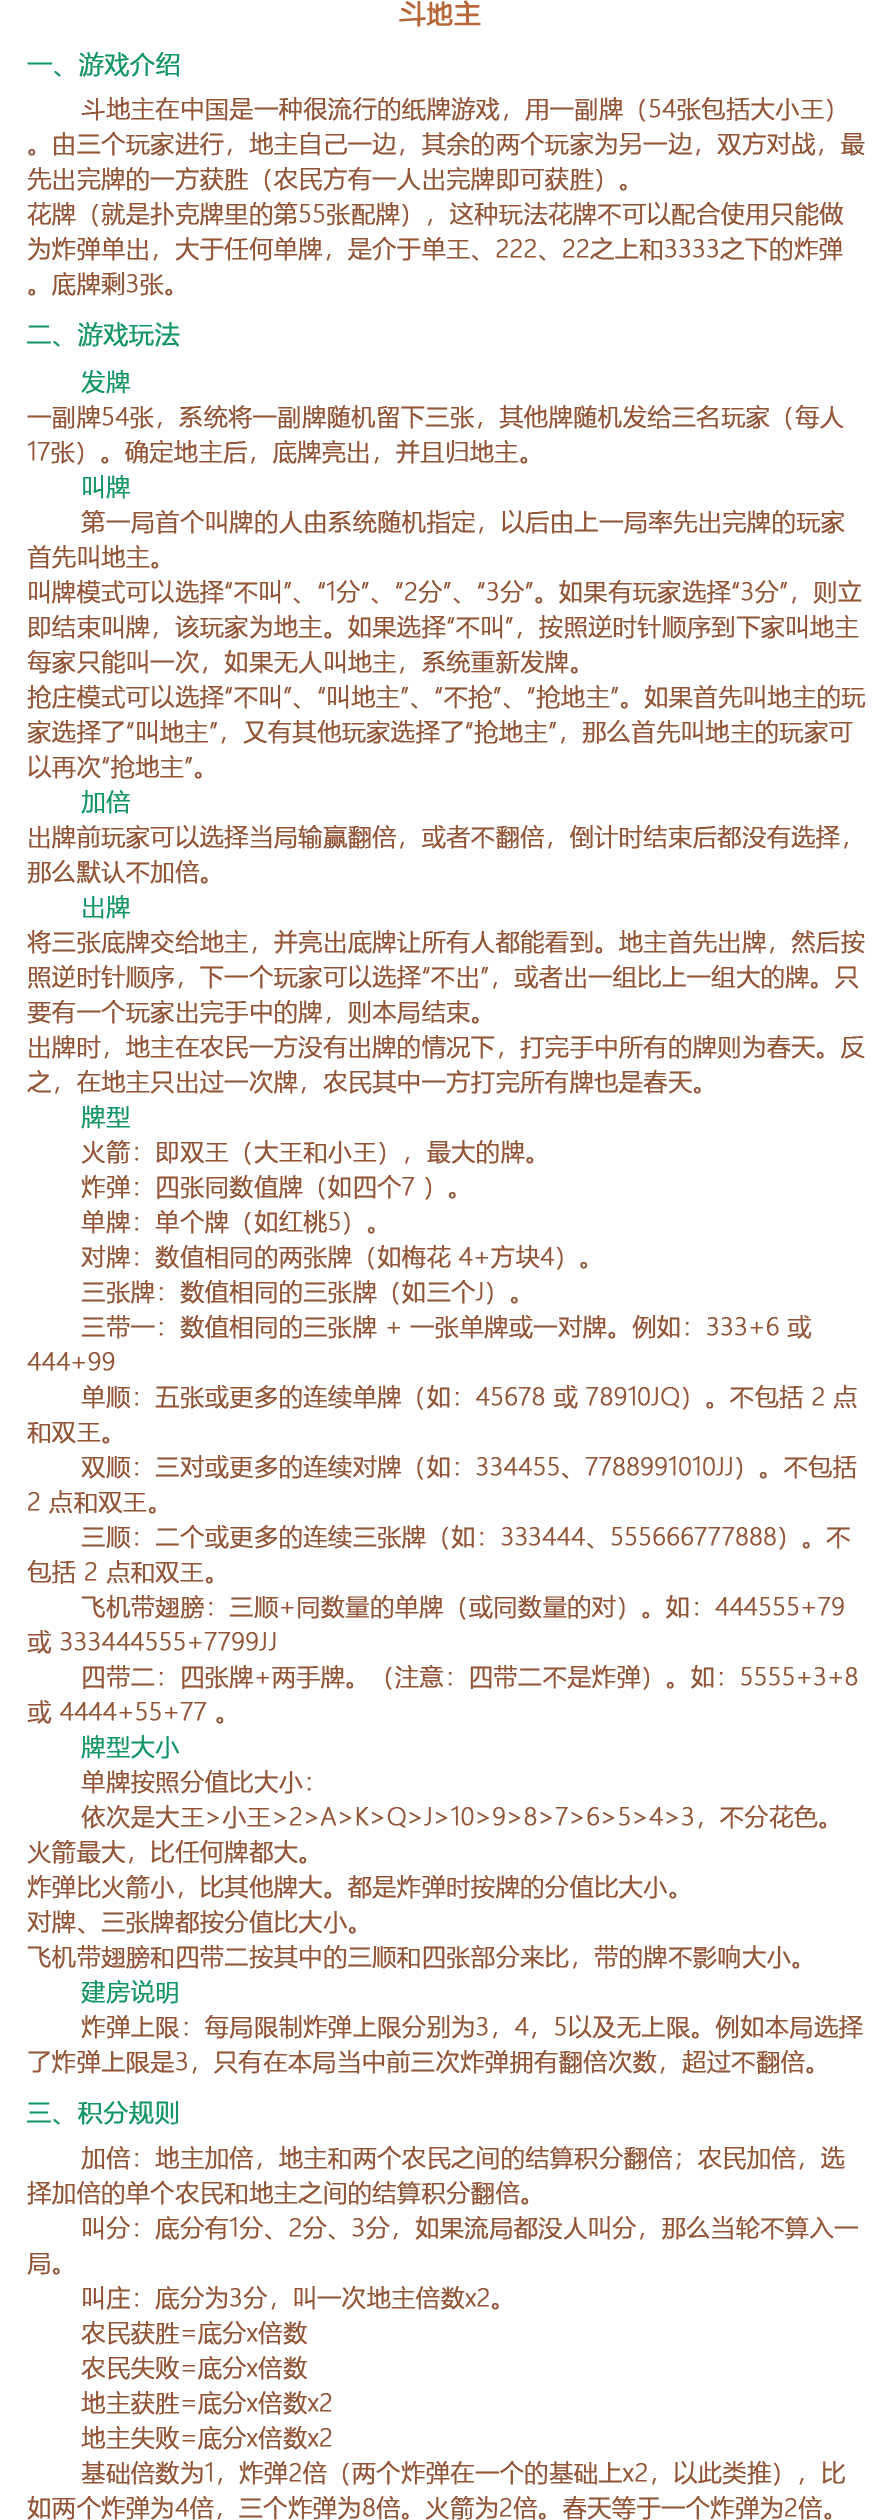 斗地主
一、游戏介绍
斗地主在中国是一种很流行的纸牌游戏，用一副牌（54张包括大小王）
。由三个玩家进行，地主自己一边，其余的两个玩家为另一边，双方对战，最
先出完牌的一方获胜（农民方有一人出完牌即可获胜）。
花牌（就是扑克牌里的第55张配牌），这种玩法花牌不可以配合使用只能做
为炸弹单出，大于任何单牌，是介于单王、222、22之上和3333之下的炸弹
。底牌剩3张。
二、游戏玩法
发牌
一副牌54张，系统将一副牌随机留下三张，其他牌随机发给三名玩家（每人
17张）。确定地主后，底牌亮出，并且归地主。
叫牌
第一局首个叫牌的人由系统随机指定，以后由上一局率先出完牌的玩家
首先叫地主。
叫牌模式可以选择“不叫”、“1分”、“2分”、“3分”。如果有玩家选择“3分”，则立
即结束叫牌，该玩家为地主。如果选择“不叫”，按照逆时针顺序到下家叫地主
每家只能叫一次，如果无人叫地主，系统重新发牌。
抢庄模式可以选择“不叫”、“叫地主”、“不抢”、“抢地主”。如果首先叫地主的玩
家选择了“叫地主”，又有其他玩家选择了“抢地主”，那么首先叫地主的玩家可
以再次“抢地主”。
加倍
出牌前玩家可以选择当局输赢翻倍，或者不翻倍，倒计时结束后都没有选择，
那么默认不加倍。
出牌
将三张底牌交给地主，并亮出底牌让所有人都能看到。地主首先出牌，然后按
照逆时针顺序，下一个玩家可以选择“不出”，或者出一组比上一组大的牌。只
要有一个玩家出完手中的牌，则本局结束。
出牌时，地主在农民一方没有出牌的情况下，打完手中所有的牌则为春天。反
之，在地主只出过一次牌，农民其中一方打完所有牌也是春天。
牌型
火箭：即双王（大王和小王），最大的牌。
炸弹：四张同数值牌（如四个7 ）。
单牌：单个牌（如红桃5）。
对牌：数值相同的两张牌（如梅花 4+方块4）。
三张牌：数值相同的三张牌（如三个J）。
三带一：数值相同的三张牌 + 一张单牌或一对牌。例如：333+6 或
444+99
单顺：五张或更多的连续单牌（如：45678 或 78910JQ）。不包括 2 点
和双王。
双顺：三对或更多的连续对牌（如：334455、7788991010JJ）。不包括
2 点和双王。
三顺：二个或更多的连续三张牌（如：333444、555666777888）。不
包括 2 点和双王。
飞机带翅膀：三顺+同数量的单牌（或同数量的对）。如：444555+79
或 333444555+7799JJ
四带二：四张牌+两手牌。（注意：四带二不是炸弹）。如：5555+3+8
或 4444+55+77 。
牌型大小
单牌按照分值比大小：
依次是大王>小王>2>A>K>Q>J>10>9>8>7>6>5>4>3，不分花色。
火箭最大，比任何牌都大。
炸弹比火箭小，比其他牌大。都是炸弹时按牌的分值比大小。
对牌、三张牌都按分值比大小。
飞机带翅膀和四带二按其中的三顺和四张部分来比，带的牌不影响大小。
建房说明
炸弹上限：每局限制炸弹上限分别为3，4，5以及无上限。例如本局选择
了炸弹上限是3，只有在本局当中前三次炸弹拥有翻倍次数，超过不翻倍。
三、积分规则
加倍：地主加倍，地主和两个农民之间的结算积分翻倍；农民加倍，选
择加倍的单个农民和地主之间的结算积分翻倍。
叫分：底分有1分、2分、3分，如果流局都没人叫分，那么当轮不算入一
局。
叫庄：底分为3分，叫一次地主倍数x2。
农民获胜=底分x倍数
农民失败=底分x倍数
地主获胜=底分x倍数x2
地主失败=底分x倍数x2
基础倍数为1，炸弹2倍（两个炸弹在一个的基础上x2，以此类推），比
如两个炸弹为4倍，三个炸弹为8倍。火箭为2倍。春天等于一个炸弹为2倍。